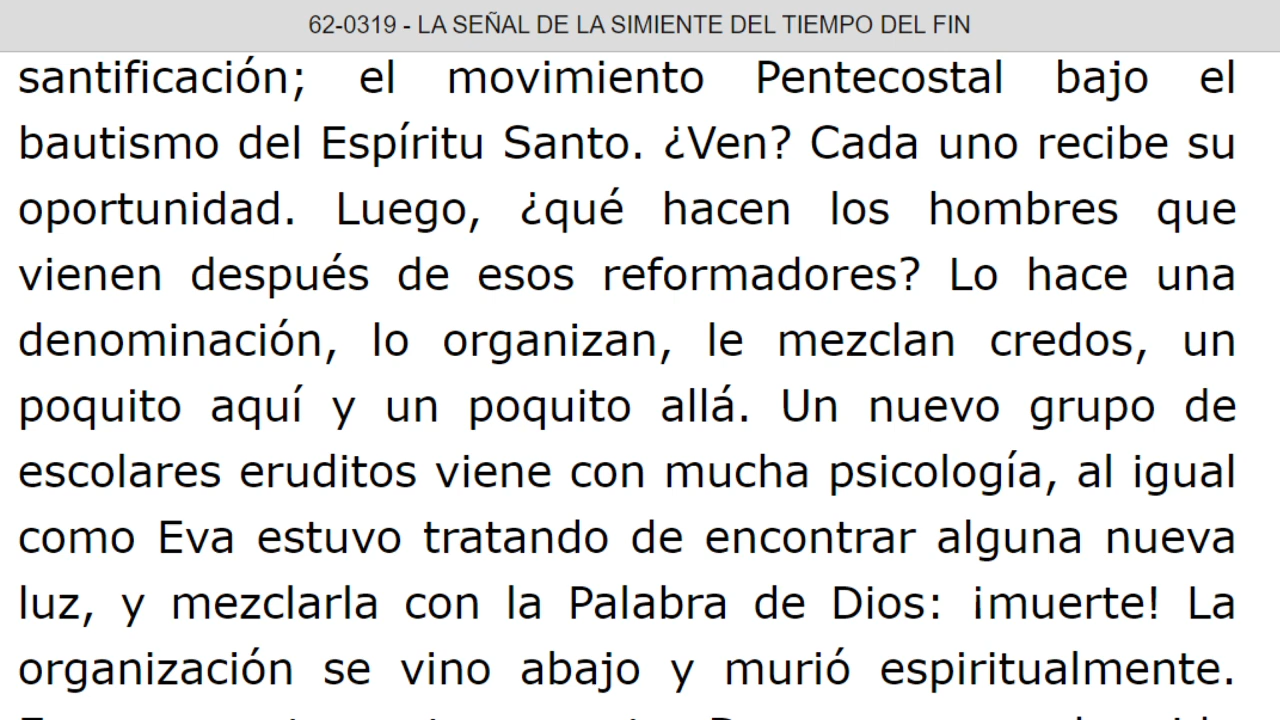 62-0319 - LA SEÑAL DE LA SIMIENTE DEL TIEMPO DEL FIN
santificación; el movimiento Pentecostal bajo el
bautismo del Espíritu Santo. ¿Ven? Cada uno recibe su
oportunidad. Luego, ¿qué hacen los hombres que
vienen después de esos reformadores? Lo hace una
denominación, lo organizan, le mezclan credos, un
poquito aquí y un poquito allá. Un nuevo grupo de
escolares eruditos viene con mucha psicología, al igual
como Eva estuvo tratando de encontrar alguna nueva
luz, y mezclarla con la Palabra de Dios: ¡muerte! La
organización se vino abajo y murió espiritualmente.